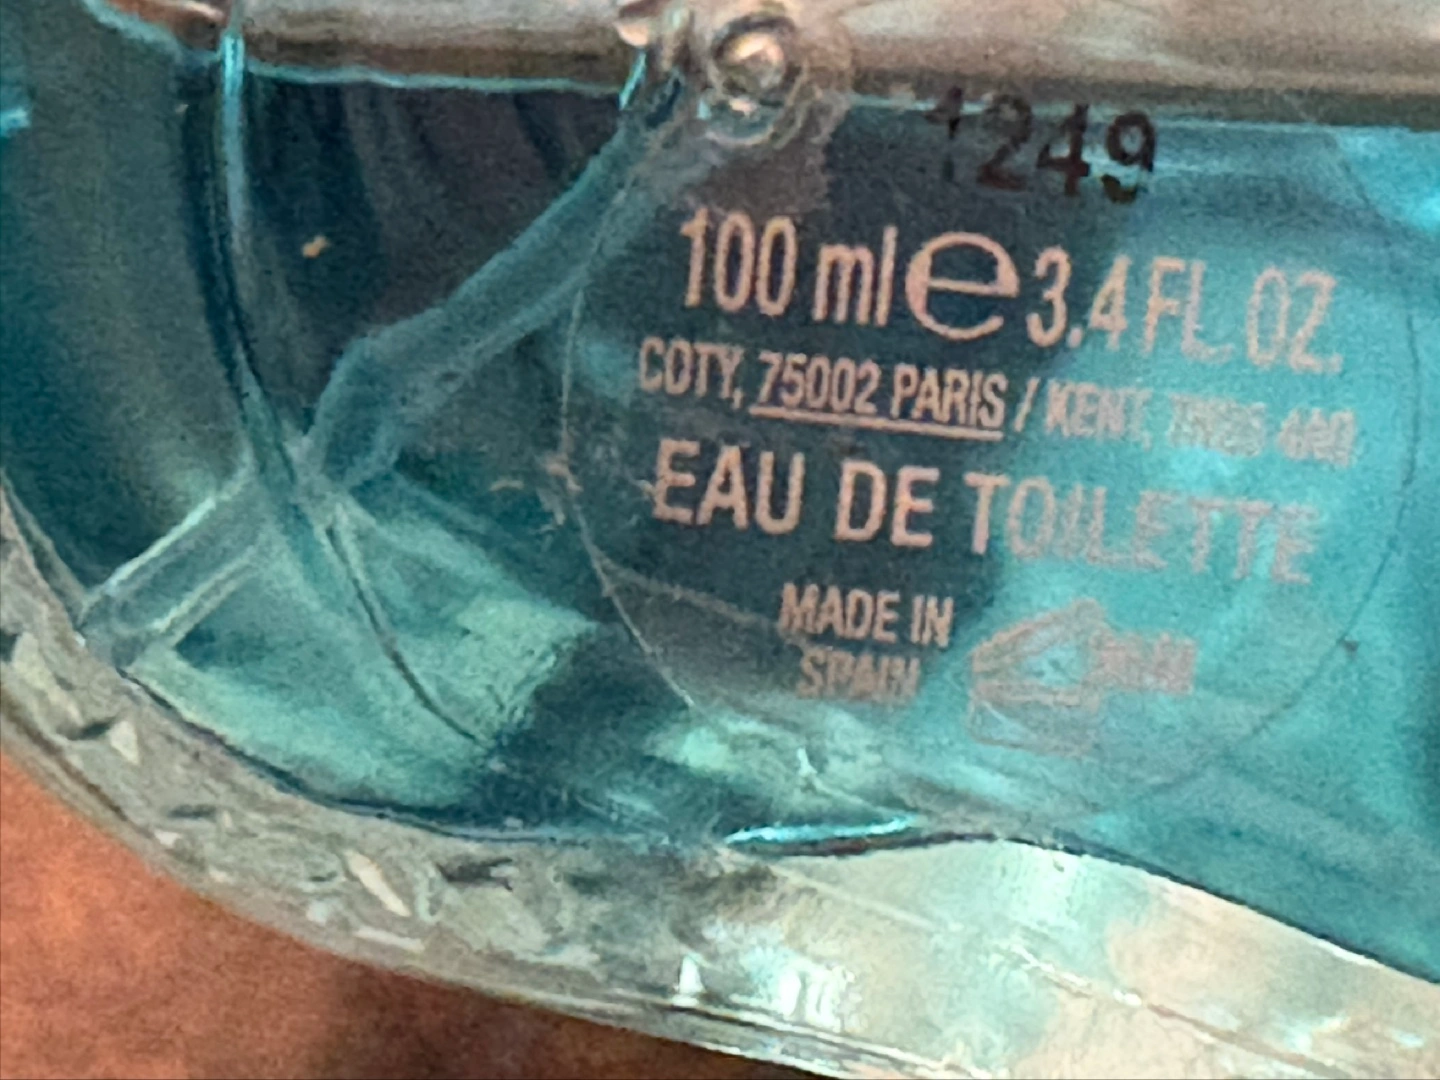 1249
100 ml e 3.4 FL. OZ.
COTY, 75002 PARIS / KENT,
EAU DE TOILETTE
MADE IN
SPAIN